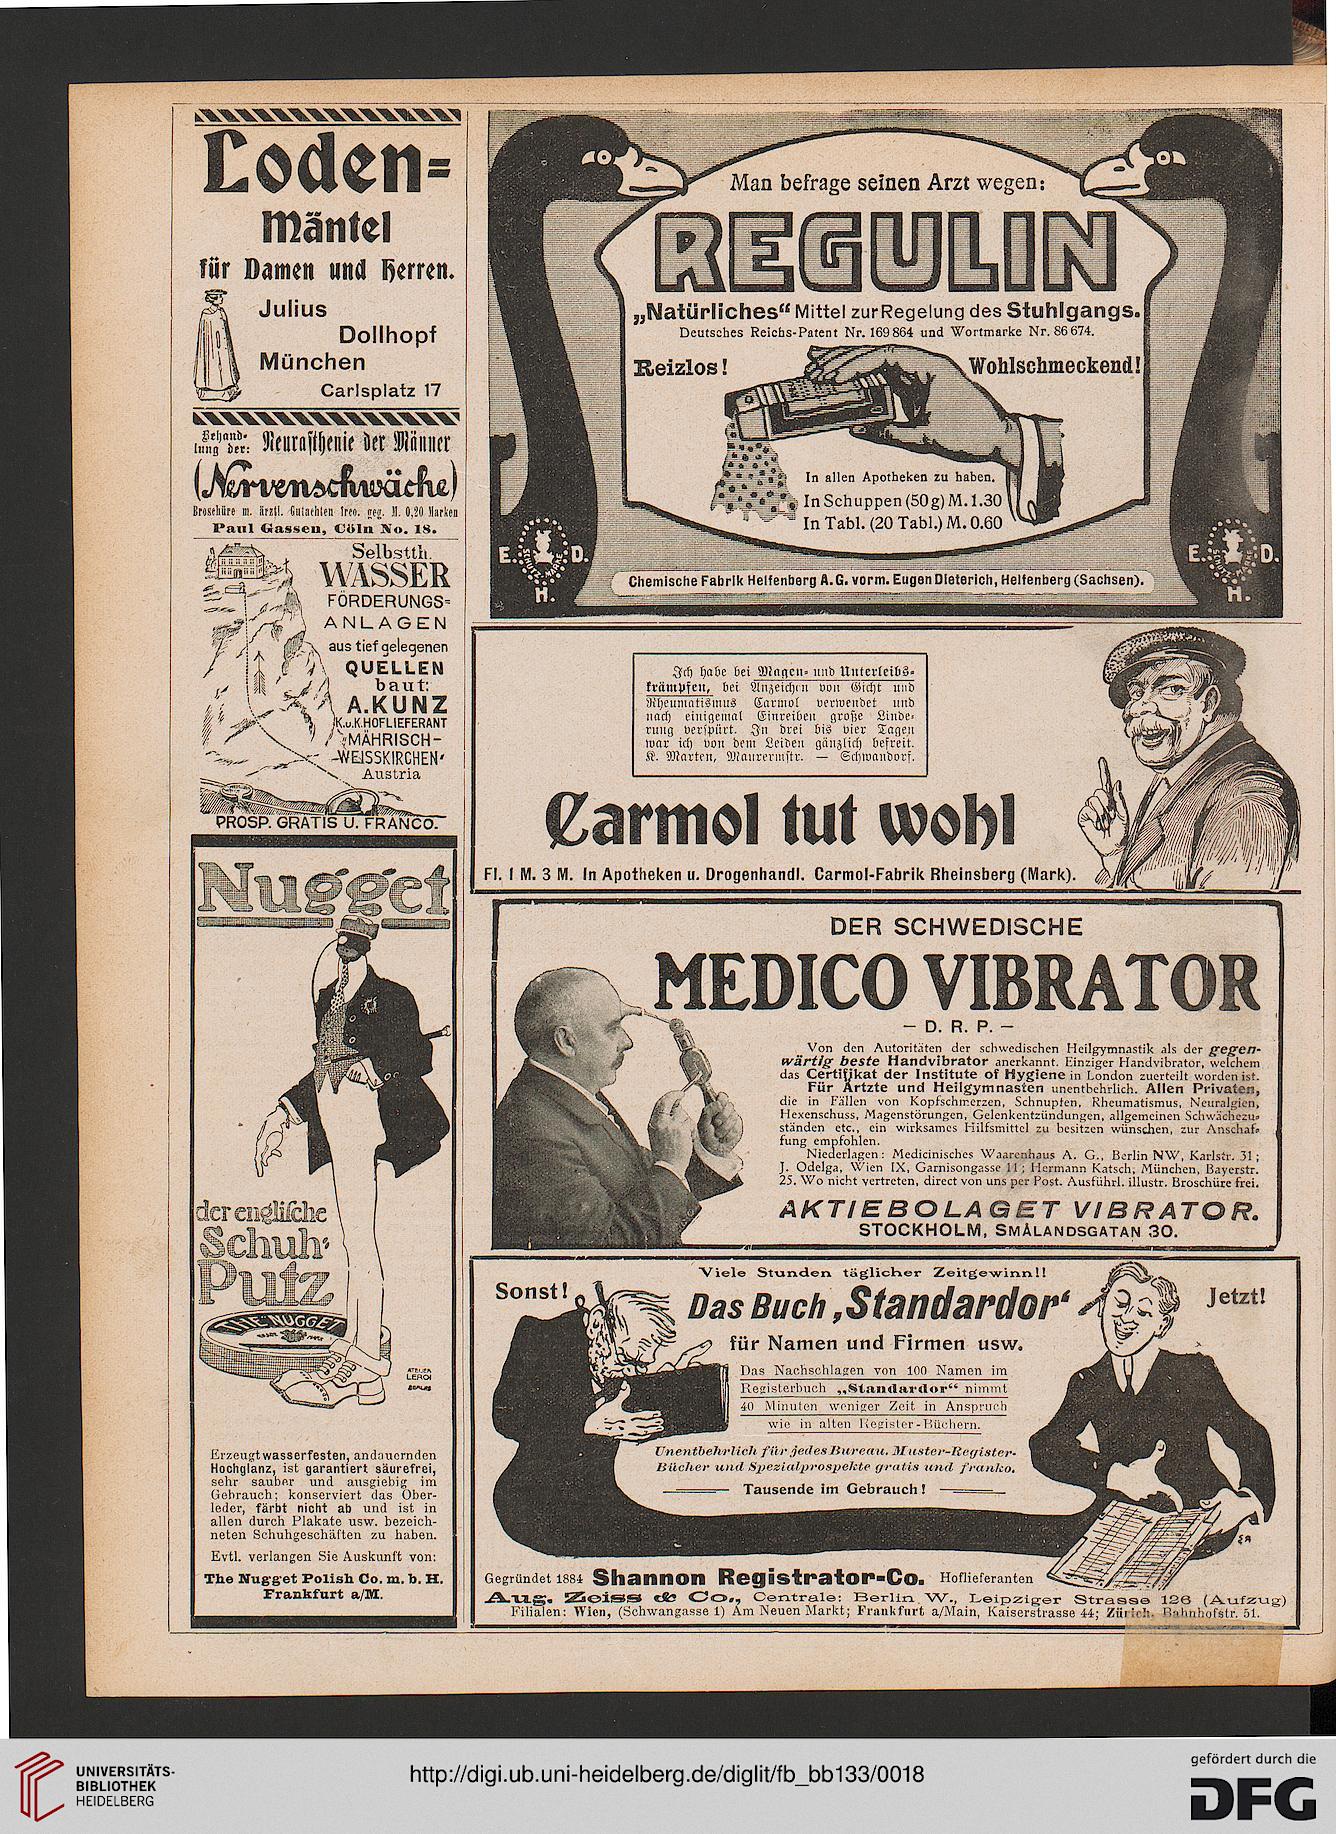 Loden=
Mäntel
für Damen und Herren.
Julius
Dollhopf
München
Carlsplatz 17
Behand-
lung der: Neurasthenie der Männer
(Nervenschwäche)
Broschüre m. ärztl. Gutachten frco. geg. M. 0,20 Marken
Paul Gassen, Cöln No. 18.
Selbstth.
WASSER
FÖRDERUNGS=
ANLAGEN
aus tief gelegenen
QUELLEN
baut:
A. KUNZ
K.u.K. HOFLIEFERANT
MÄHRISCH-
WEISSKIRCHEN
Austria
PROSP. GRATIS U. FRANCO.
Nugget
der englische
Schuh-
Putz
THE "NUGGET"
ATELIER
LEROI
BERLIN
Erzeugt wasserfesten, andauernden
Hochglanz, ist garantiert säurefrei,
sehr sauber und ausgiebig im
Gebrauch; konserviert das Ober-
leder, färbt nicht ab und ist in
allen durch Plakate usw. bezeich-
neten Schuhgeschäften zu haben.
Evtl. verlangen Sie Auskunft von:
The Nugget Polish Co. m. b. H.
Frankfurt a/M.
Man befrage seinen Arzt wegen:
REGULIN
„Natürliches“ Mittel zur Regelung des Stuhlgangs.
Deutsches Reichs-Patent Nr. 169864 und Wortmarke Nr. 86674.
Reizlos! Wohlschmeckend!
In allen Apotheken zu haben.
In Schuppen (50 g) M. 1.30
In Tabl. (20 Tabl.) M. 0.60
E. D.
H.
E. D.
H.
Chemische Fabrik Helfenberg A.G. vorm. Eugen Dieterich, Helfenberg (Sachsen).
Ich habe bei Magen- und Unterleibs-
krämpfen, bei Anzeichen von Gicht und
Rheumatismus Carmol verwendet und
nach einigemal Einreiben große Linde-
rung verspürt. In drei bis vier Tagen
war ich von dem Leiden gänzlich befreit.
K. Marten, Maurermstr. — Schwandorf.
Carmol tut wohl
Fl. 1 M. 3 M. In Apotheken u. Drogenhandl. Carmol-Fabrik Rheinsberg (Mark).
DER SCHWEDISCHE
MEDICO VIBRATOR
– D. R. P. –
Von den Autoritäten der schwedischen Heilgymnastik als der gegen-
wärtig beste Handvibrator anerkannt. Einziger Handvibrator, welchem
das Certifikat der Institute of Hygiene in London zuerteilt worden ist.
Für Ärtzte und Heilgymnasten unentbehrlich. Allen Privaten,
die in Fällen von Kopfschmerzen, Schnupfen, Rheumatismus, Neuralgien,
Hexenschuss, Magenstörungen, Gelenkentzündungen, allgemeinen Schwächezu-
ständen etc., ein wirksames Hilfsmittel zu besitzen wünschen, zur Anschaf-
fung empfohlen.
Niederlagen: Medicinisches Waarenhaus A. G., Berlin NW, Karlstr. 31;
J. Odelga, Wien IX, Garnisongasse 11; Hermann Katsch, München, Bayerstr.
25. Wo nicht vertreten, direct von uns per Post. Ausführl. illustr. Broschüre frei.
AKTIEBOLAGET VIBRATOR.
STOCKHOLM, SMÅLANDSGATAN 30.
Viele Stunden täglicher Zeitgewinn!!
Sonst! Jetzt!
Das Buch ‚Standardor‘
für Namen und Firmen usw.
Das Nachschlagen von 100 Namen im
Registerbuch „Standardor“ nimmt
40 Minuten weniger Zeit in Anspruch
wie in alten Register-Büchern.
Unentbehrlich für jedes Bureau. Muster-Register-
Bücher und Spezialprospekte gratis und franko.
Tausende im Gebrauch!
Gegründet 1884 Shannon Registrator-Co. Hoflieferanten
Aug. Zeiss & Co., Centrale: Berlin W., Leipziger Strasse 126 (Aufzug)
Filialen: Wien, (Schwangasse 1) Am Neuen Markt; Frankfurt a/Main, Kaiserstrasse 44; Zürich, Bahnhofstr. 51.
UNIVERSITÄTS-
BIBLIOTHEK
HEIDELBERG
http://digi.ub.uni-heidelberg.de/diglit/fb_bb133/0018
gefördert durch die
DFG